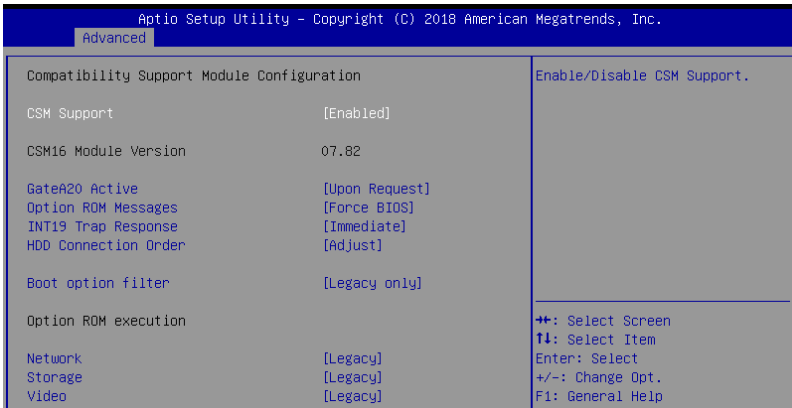 Aptio Setup Utility – Copyright (C) 2018 American Megatrends, Inc.
Advanced
Compatibility Support Module Configuration
CSM Support [Enabled]
CSM16 Module Version 07.82
GateA20 Active [Upon Request]
Option ROM Messages [Force BIOS]
INT19 Trap Response [Immediate]
HDD Connection Order [Adjust]
Boot option filter [Legacy only]
Option ROM execution
Network [Legacy]
Storage [Legacy]
Video [Legacy]
Enable/Disable CSM Support.
→←: Select Screen
↑↓: Select Item
Enter: Select
+/-: Change Opt.
F1: General Help